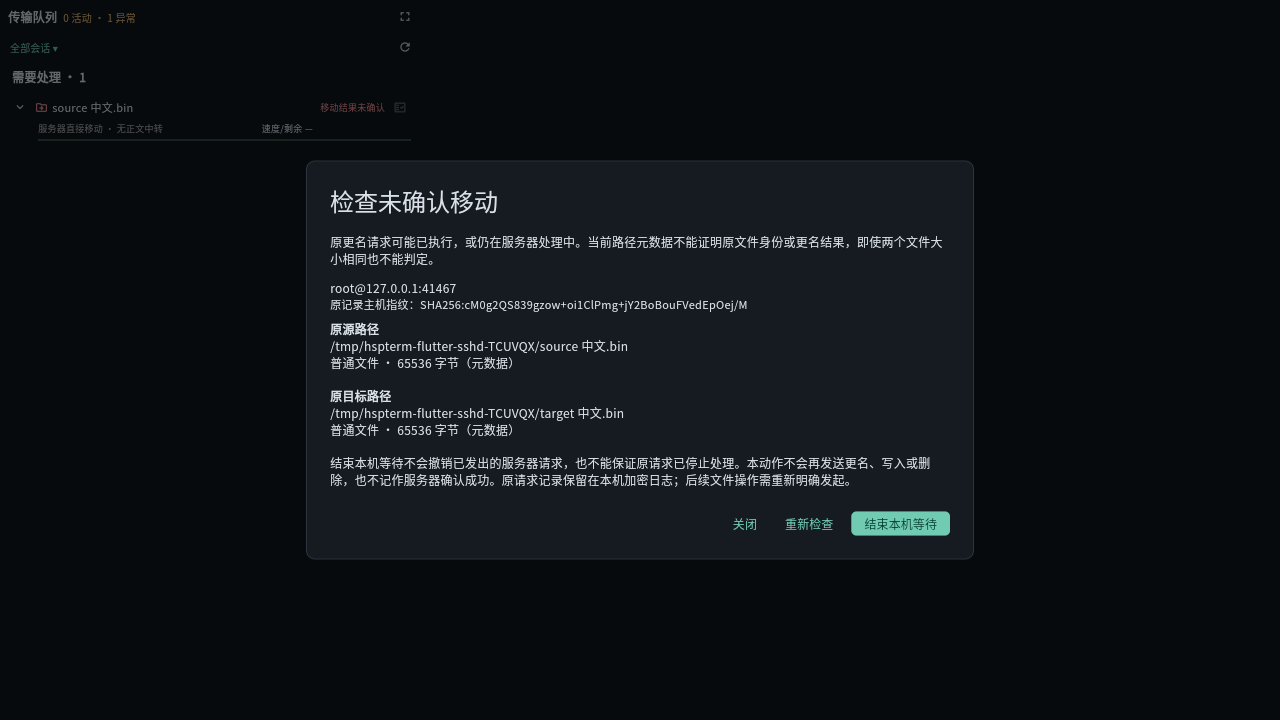 传输队列 0 活动 · 1 异常
全部会话 ▾
需要处理 · 1
source 中文.bin 移动结果未确认
服务器直接移动 · 无正文中转 速度/剩余 —
检查未确认移动
原更名请求可能已执行，或仍在服务器处理中。当前路径元数据不能证明原文件身份或更名结果，即使两个文件大
小相同也不能判定。
root@127.0.0.1:41467
原记录主机指纹：SHA256:cM0g2QS839gzow+oi1ClPmg+jY2BoBouFVedEpOej/M
原源路径
/tmp/hspterm-flutter-sshd-TCUVQX/source 中文.bin
普通文件 · 65536 字节（元数据）
原目标路径
/tmp/hspterm-flutter-sshd-TCUVQX/target 中文.bin
普通文件 · 65536 字节（元数据）
结束本机等待不会撤销已发出的服务器请求，也不能保证原请求已停止处理。本动作不会再发送更名、写入或删
除，也不记作服务器确认成功。原请求记录保留在本机加密日志；后续文件操作需重新明确发起。
关闭 重新检查 结束本机等待